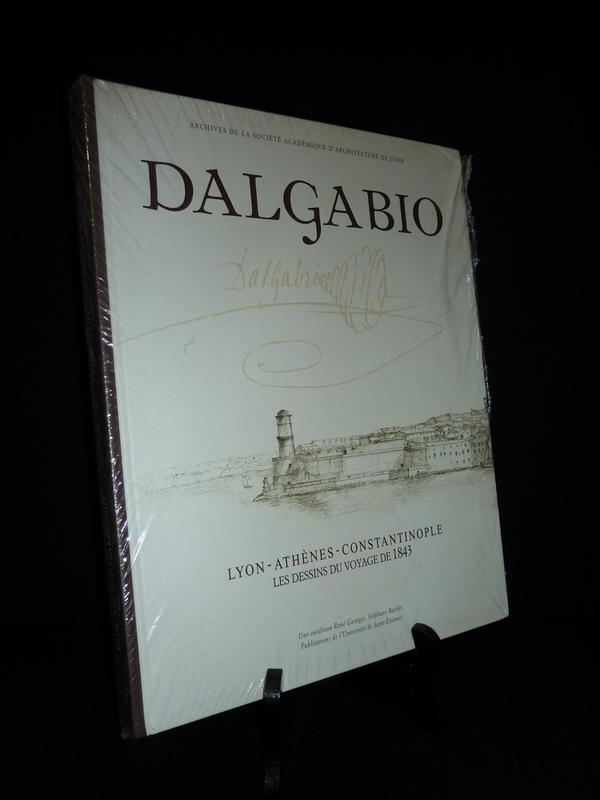 ARCHIVES DE LA SOCIÉTÉ ACADÉMIQUE D'ARCHITECTURE DE LYON
DALGABIO
LYON-ATHÈNES-CONSTANTINOPLE
LES DESSINS DU VOYAGE DE 1843
Une coédition René Georges, Stéphane Bachès
Publications de l'Université de Saint-Étienne